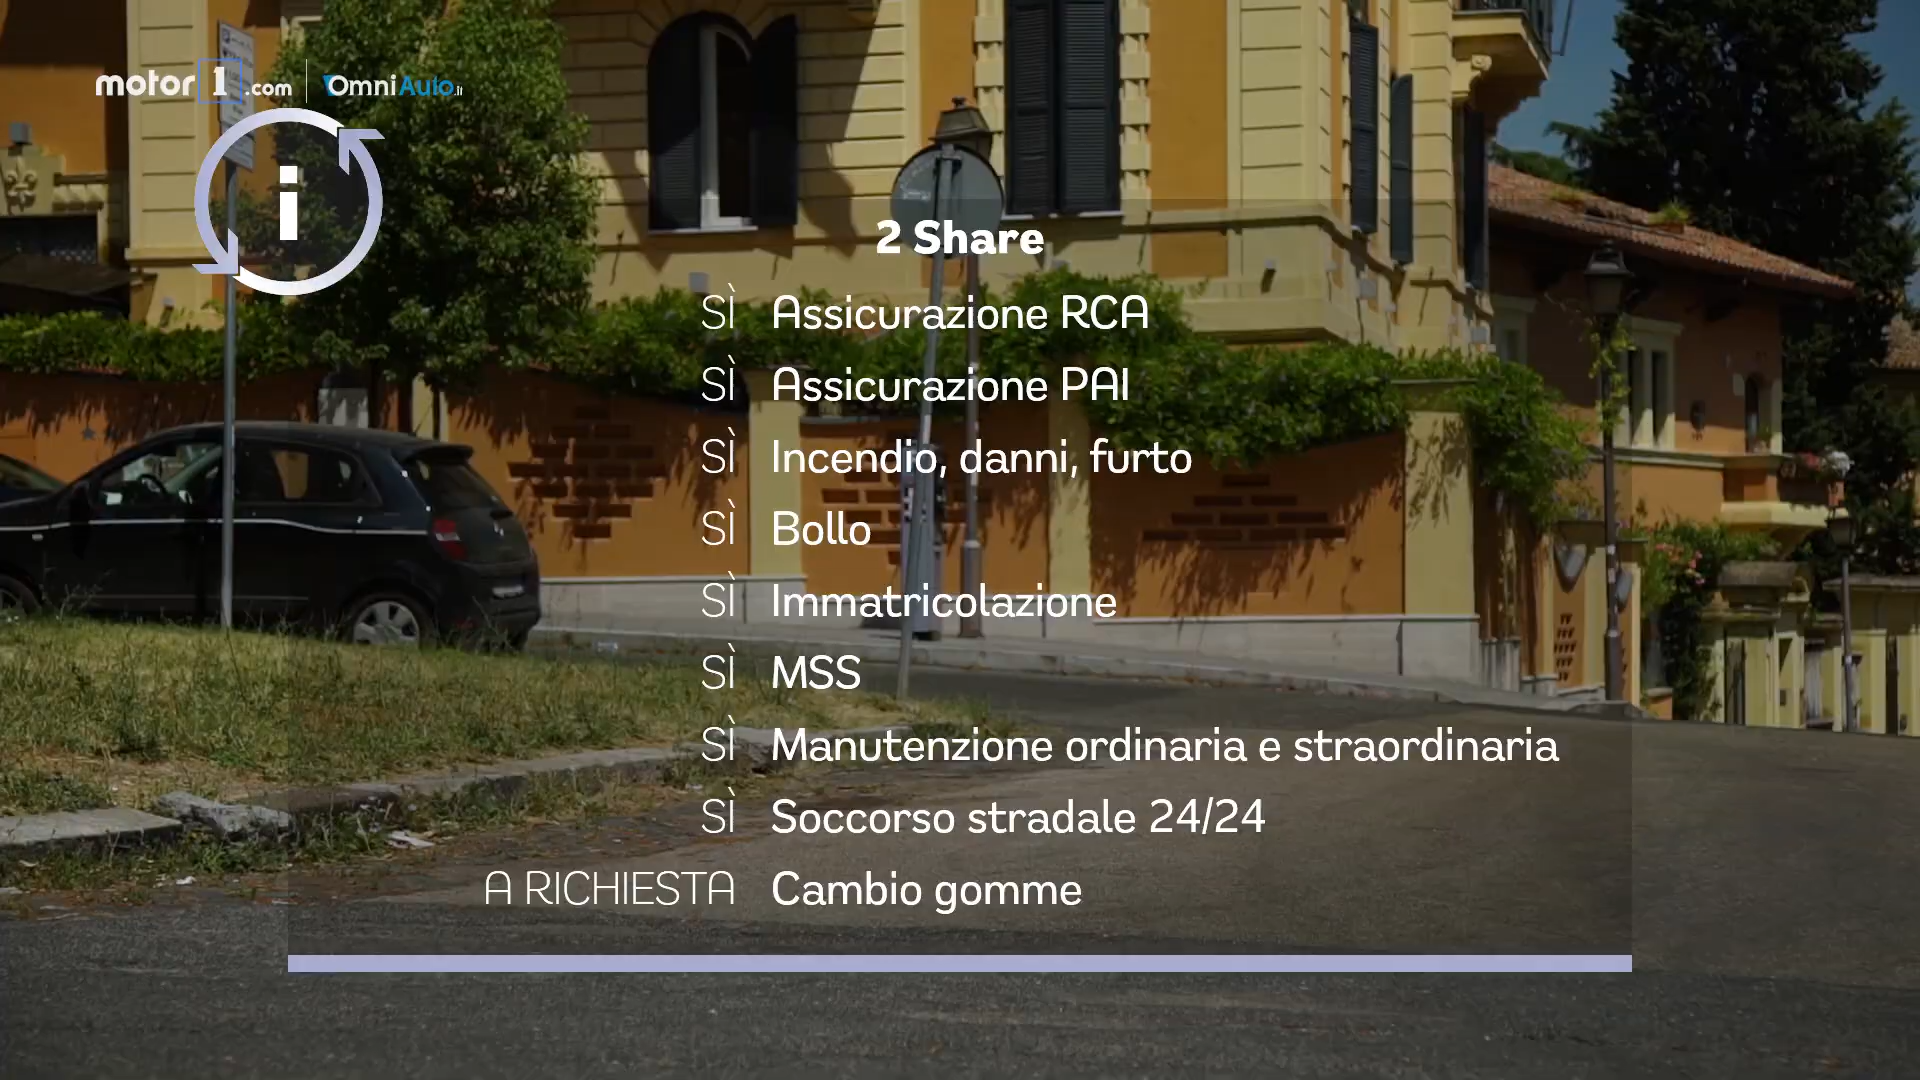 motor1.com | OmniAuto.it
i
2 Share
SÌ Assicurazione RCA
SÌ Assicurazione PAI
SÌ Incendio, danni, furto
SÌ Bollo
SÌ Immatricolazione
SÌ MSS
SÌ Manutenzione ordinaria e straordinaria
SÌ Soccorso stradale 24/24
A RICHIESTA Cambio gomme